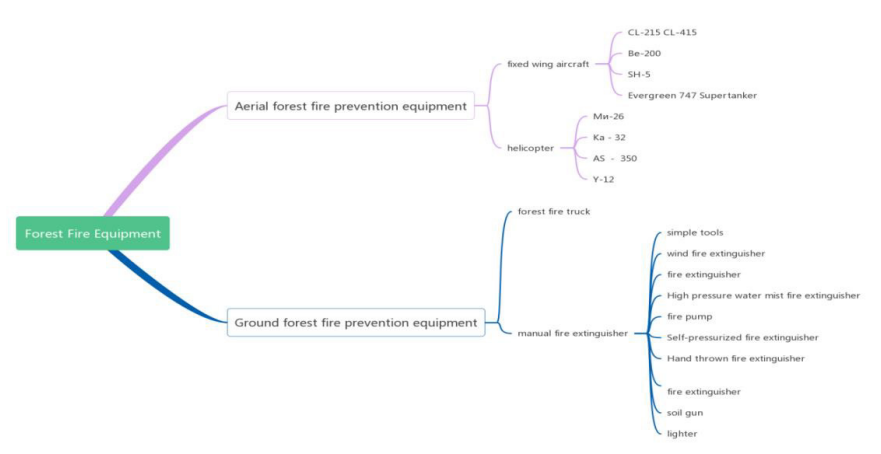 Forest Fire Equipment
Aerial forest fire prevention equipment
fixed wing aircraft
CL-215 CL-415
Be-200
SH-5
Evergreen 747 Supertanker
helicopter
Ми-26
Ka - 32
AS - 350
Y-12
Ground forest fire prevention equipment
forest fire truck
manual fire extinguisher
simple tools
wind fire extinguisher
fire extinguisher
High pressure water mist fire extinguisher
fire pump
Self-pressurized fire extinguisher
Hand thrown fire extinguisher
fire extinguisher
soil gun
lighter